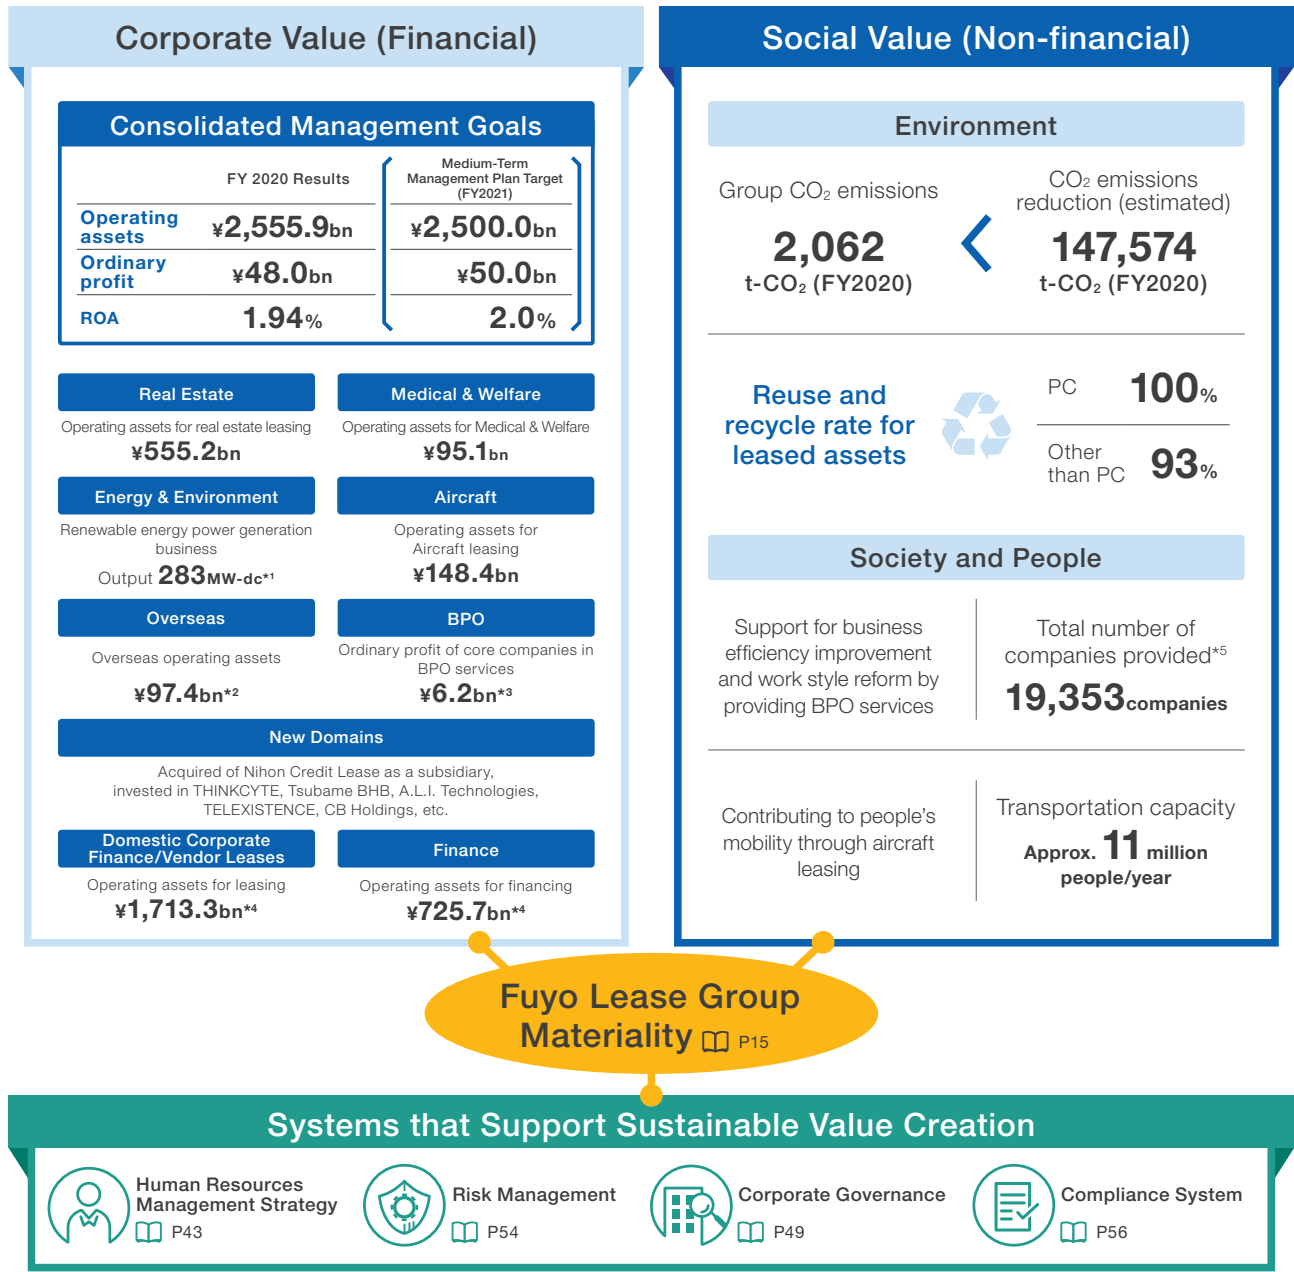 Corporate Value (Financial)
Consolidated Management Goals
FY 2020 Results
Medium-Term
Management Plan Target
(FY2021)
Operating
assets
¥2,555.9bn
¥2,500.0bn
Ordinary
profit
¥48.0bn
¥50.0bn
ROA
1.94%
2.0%
Real Estate
Operating assets for real estate leasing
¥555.2bn
Medical & Welfare
Operating assets for Medical & Welfare
¥95.1bn
Energy & Environment
Renewable energy power generation
business
Output 283MW-dc*1
Aircraft
Operating assets for
Aircraft leasing
¥148.4bn
Overseas
Overseas operating assets
¥97.4bn*2
BPO
Ordinary profit of core companies in
BPO services
¥6.2bn*3
New Domains
Acquired of Nihon Credit Lease as a subsidiary,
invested in THINKCYTE, Tsubame BHB, A.L.I. Technologies,
TELEXISTENCE, CB Holdings, etc.
Domestic Corporate
Finance/Vendor Leases
Operating assets for leasing
¥1,713.3bn*4
Finance
Operating assets for financing
¥725.7bn*4
Social Value (Non-financial)
Environment
Group CO2 emissions
2,062
t-CO2 (FY2020)
CO2 emissions
reduction (estimated)
147,574
t-CO2 (FY2020)
Reuse and
recycle rate for
leased assets
PC 100%
Other
than PC 93%
Society and People
Support for business
efficiency improvement
and work style reform by
providing BPO services
Total number of
companies provided*5
19,353companies
Contributing to people's
mobility through aircraft
leasing
Transportation capacity
Approx. 11 million
people/year
Fuyo Lease Group
Materiality P15
Systems that Support Sustainable Value Creation
Human Resources
Management Strategy
P43
Risk Management
P54
Corporate Governance
P49
Compliance System
P56